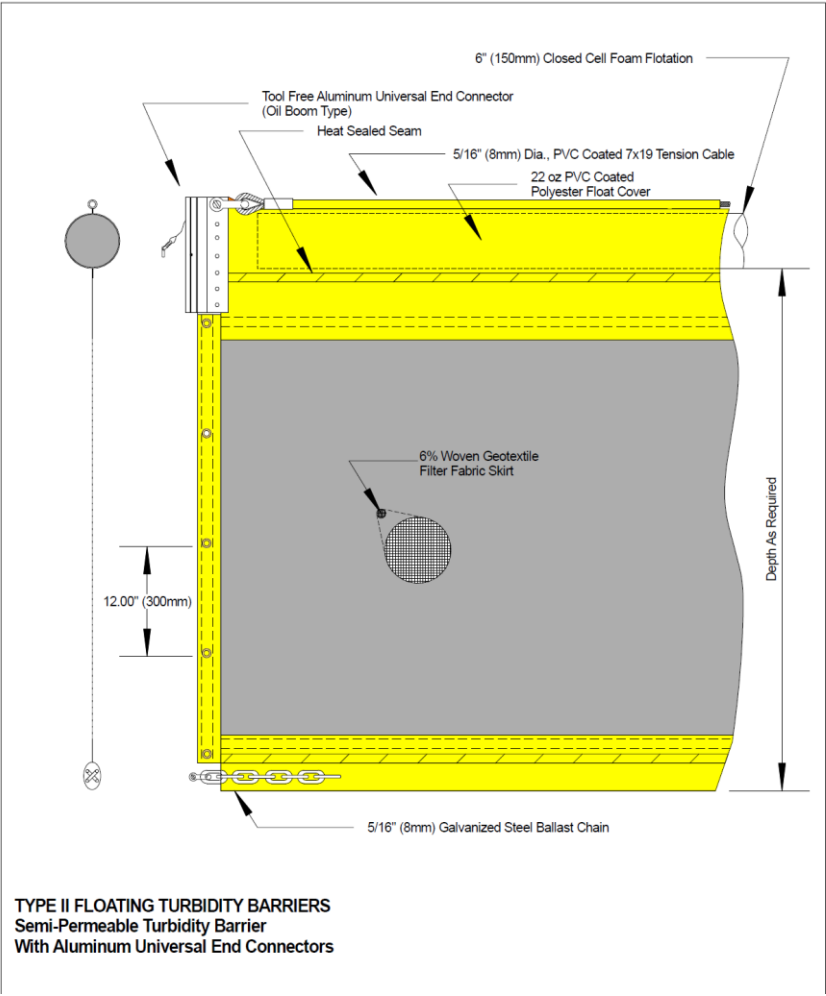 6" (150mm) Closed Cell Foam Flotation
Tool Free Aluminum Universal End Connector
(Oil Boom Type)
Heat Sealed Seam
5/16" (8mm) Dia., PVC Coated 7x19 Tension Cable
22 oz PVC Coated
Polyester Float Cover
6% Woven Geotextile
Filter Fabric Skirt
Depth As Required
12.00" (300mm)
5/16" (8mm) Galvanized Steel Ballast Chain
TYPE II FLOATING TURBIDITY BARRIERS
Semi-Permeable Turbidity Barrier
With Aluminum Universal End Connectors